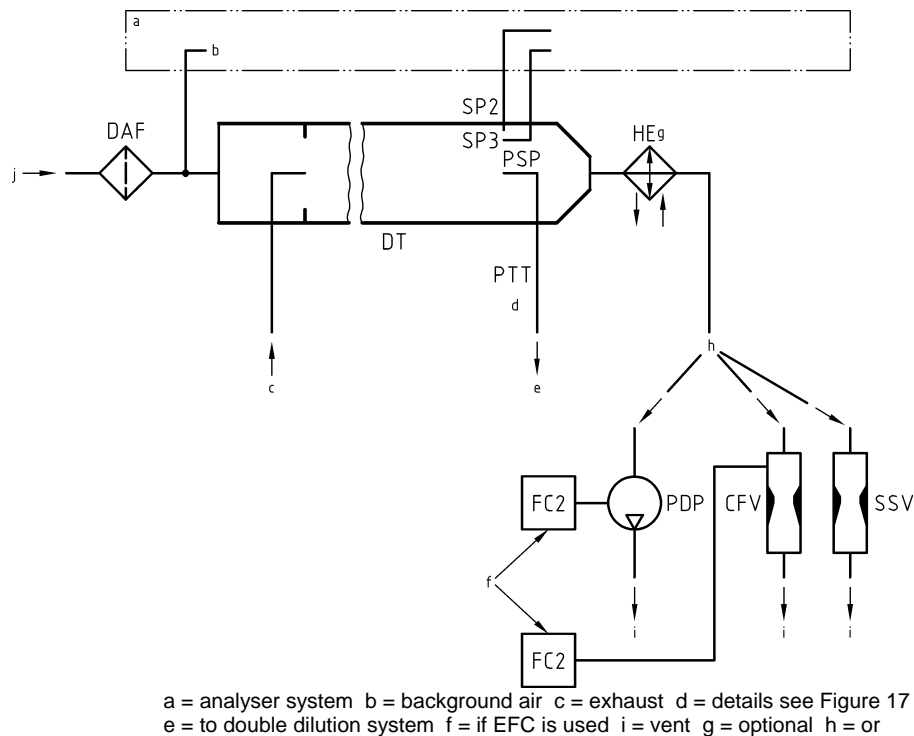 a
b
SP2
DAF
SP3
HEg
PSP
j
DT
PTT
d
h
c
e
FC2
PDP
CFV
SSV
f
i
i
i
FC2
a = analyser system b = background air c = exhaust d = details see Figure 17
e = to double dilution system f = if EFC is used i = vent g = optional h = or